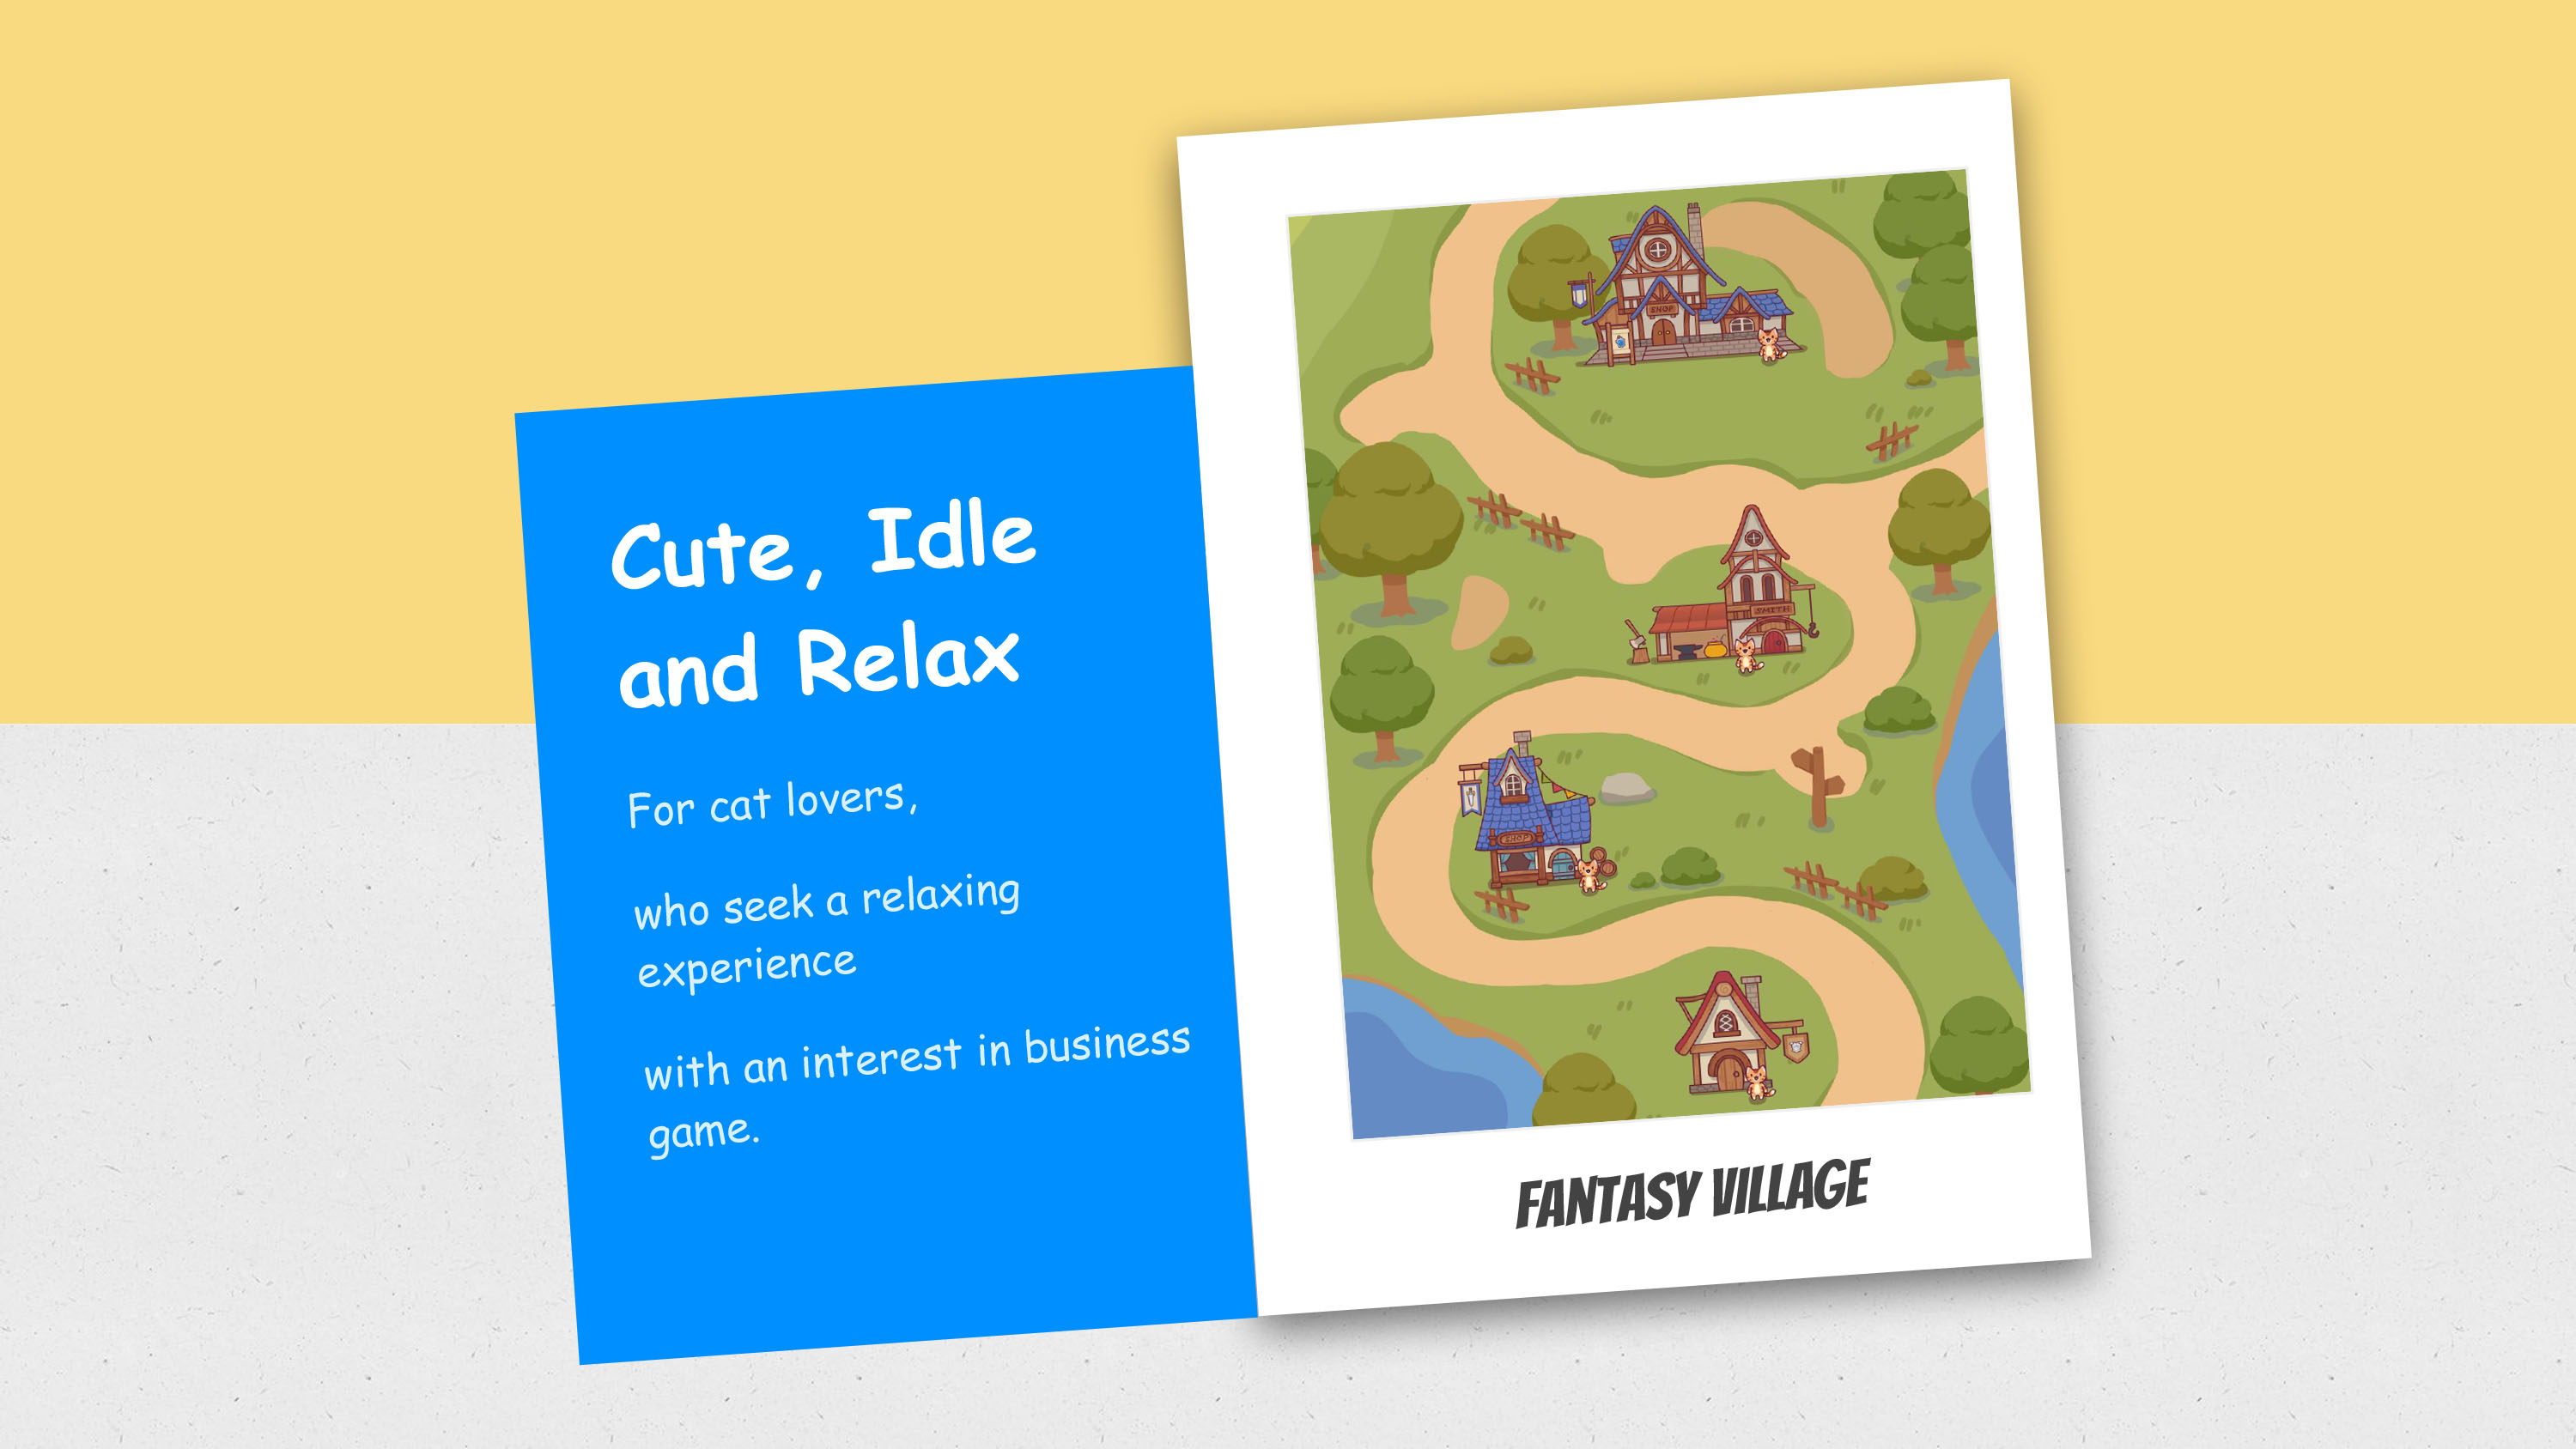 Cute, Idle
and Relax
For cat lovers,
who seek a relaxing
experience
with an interest in business
game.
SHOP
SMITH
SHOP
FANTASY VILLAGE